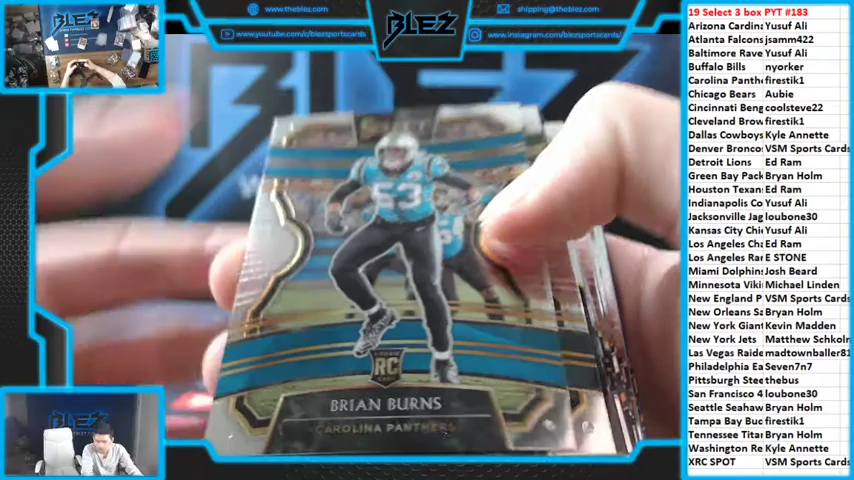 www.theblez.com
BLEZ
shipping@theblez.com
www.youtube.com/c/blezsportscards
www.instagram.com/blezsportscards/
53
RC
BRIAN BURNS
CAROLINA PANTHERS
BLEZ
19 Select 3 box PYT #183
Arizona Cardina Yusuf Ali
Atlanta Falcons jsamm422
Baltimore Rave Yusuf Ali
Buffalo Bills nyorker
Carolina Panthe firestik1
Chicago Bears Aubie
Cincinnati Beng coolsteve22
Cleveland Brow firestik1
Dallas Cowboys Kyle Annette
Denver Bronco VSM Sports Cards
Detroit Lions Ed Ram
Green Bay Pack Bryan Holm
Houston Texan Ed Ram
Indianapolis Co Yusuf Ali
Jacksonville Jag loubone30
Kansas City Chi Yusuf Ali
Los Angeles Cha Ed Ram
Los Angeles Ra E STONE
Miami Dolphin Josh Beard
Minnesota Viki Michael Linden
New England P VSM Sports Cards
New Orleans Sa Bryan Holm
New York Giant Kevin Madden
New York Jets Matthew Schkoln
Las Vegas Raide madtownballer81
Philadelphia Ea Seven7n7
Pittsburgh Stee thebus
San Francisco 4 loubone30
Seattle Seahaw Bryan Holm
Tampa Bay Buc firestik1
Tennessee Titan Bryan Holm
Washington Re Kyle Annette
XRC SPOT VSM Sports Cards